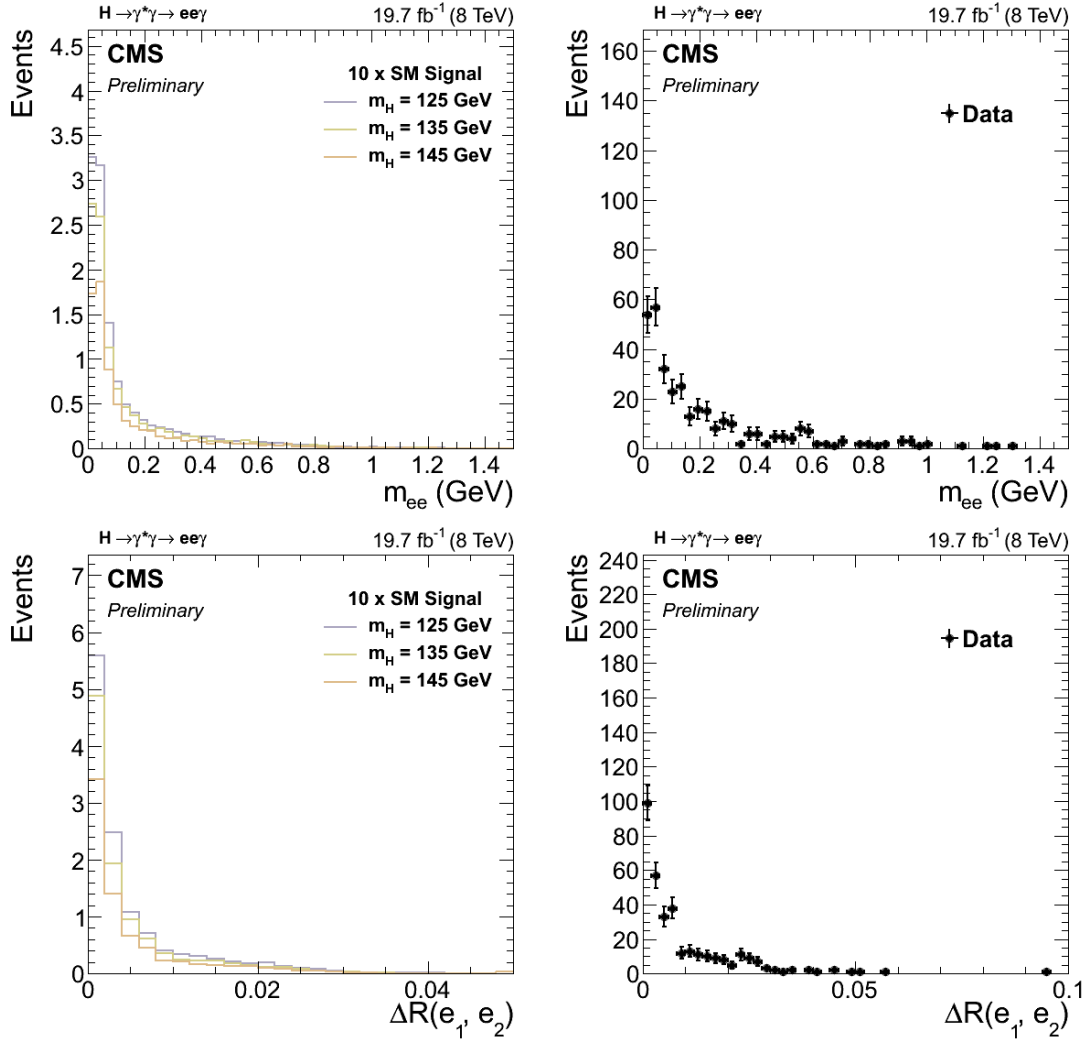 H →γ*γ→ eeγ 19.7 fb⁻¹ (8 TeV)
CMS
Preliminary
10 x SM Signal
m_H = 125 GeV
m_H = 135 GeV
m_H = 145 GeV
Events
4.5
4
3.5
3
2.5
2
1.5
1
0.5
0
0 0.2 0.4 0.6 0.8 1 1.2 1.4
m_ee (GeV)
H →γ*γ→ eeγ 19.7 fb⁻¹ (8 TeV)
CMS
Preliminary
Data
Events
160
140
120
100
80
60
40
20
0
0 0.2 0.4 0.6 0.8 1 1.2 1.4
m_ee (GeV)
H →γ*γ→ eeγ 19.7 fb⁻¹ (8 TeV)
CMS
Preliminary
10 x SM Signal
m_H = 125 GeV
m_H = 135 GeV
m_H = 145 GeV
Events
7
6
5
4
3
2
1
0
0 0.02 0.04
ΔR(e₁, e₂)
H →γ*γ→ eeγ 19.7 fb⁻¹ (8 TeV)
CMS
Preliminary
Data
Events
240
220
200
180
160
140
120
100
80
60
40
20
0
0 0.05 0.1
ΔR(e₁, e₂)